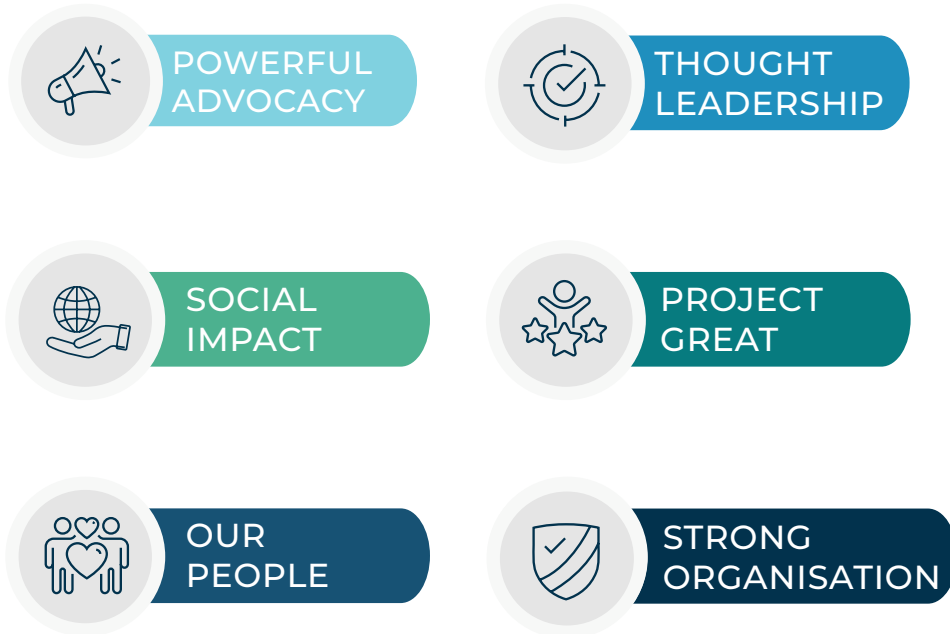 POWERFUL
ADVOCACY
THOUGHT
LEADERSHIP
SOCIAL
IMPACT
PROJECT
GREAT
OUR
PEOPLE
STRONG
ORGANISATION